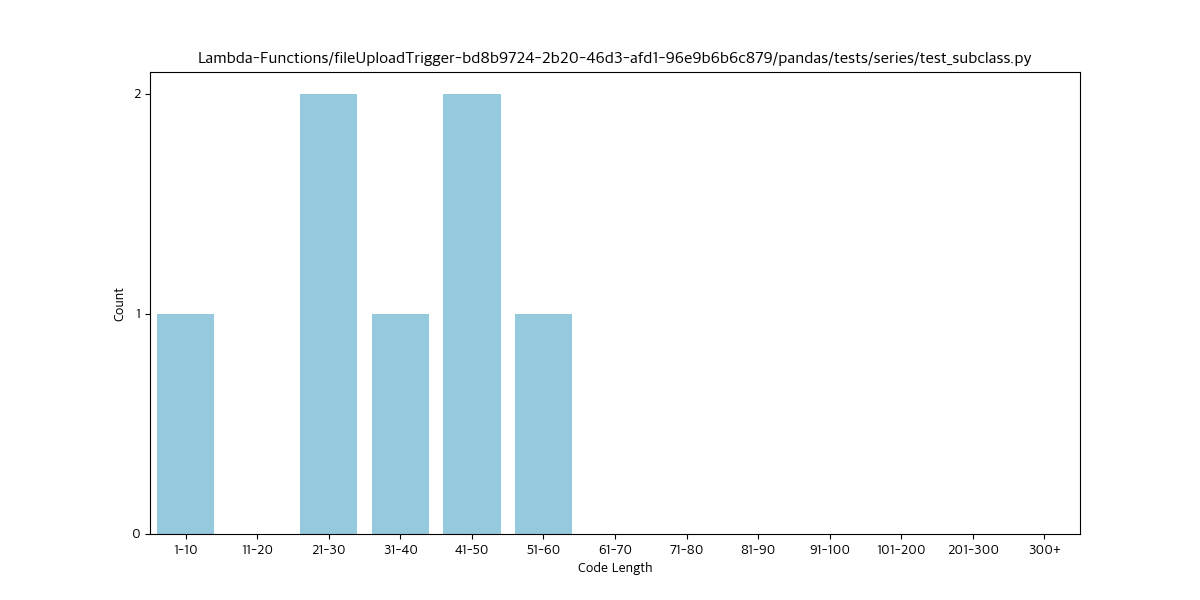 Lambda-Functions/fileUploadTrigger-bd8b9724-2b20-46d3-afd1-96e9b6b6c879/pandas/tests/series/test_subclass.py
2
1
0
Count
1-10 11-20 21-30 31-40 41-50 51-60 61-70 71-80 81-90 91-100 101-200 201-300 300+
Code Length